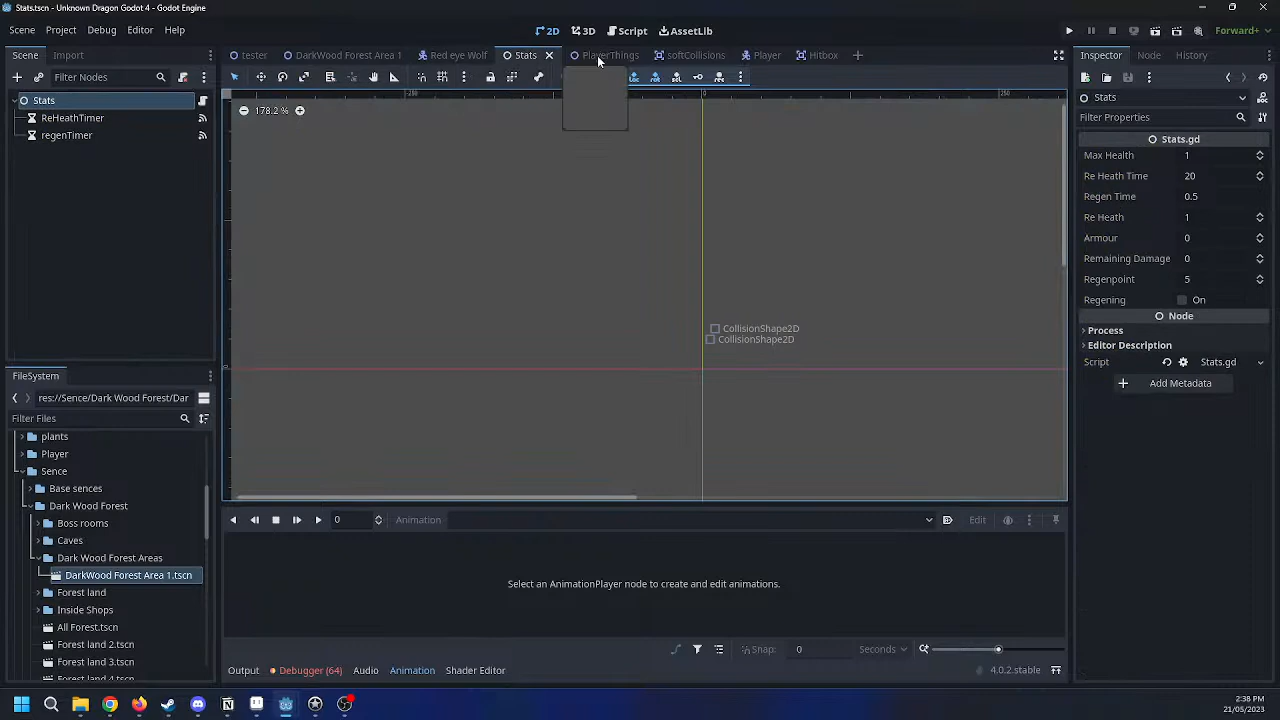 Stats.tscn - Unknown Dragon Godot 4 - Godot Engine
Scene Project Debug Editor Help
2D 3D Script AssetLib
Forward+
Scene Import
tester DarkWood Forest Area 1 Red eye Wolf Stats PlayerThings softCollisions Player Hitbox
Inspector Node History
Filter Nodes
Stats
ReHeathTimer
regenTimer
-250 0 250
178.2 %
CollisionShape2D
CollisionShape2D
Stats
Filter Properties
Stats.gd
Max Health 1
Re Heath Time 20
Regen Time 0.5
Re Heath 1
Armour 0
Remaining Damage 0
Regenpoint 5
Regening On
Node
Process
Editor Description
Script Stats.gd
Add Metadata
FileSystem
res://Sence/Dark Wood Forest/Dar
Filter Files
plants
Player
Sence
Base sences
Dark Wood Forest
Boss rooms
Caves
Dark Wood Forest Areas
DarkWood Forest Area 1.tscn
Forest land
Inside Shops
All Forest.tscn
Forest land 2.tscn
Forest land 3.tscn
0 Animation Edit
Select an AnimationPlayer node to create and edit animations.
Snap: 0 Seconds
Output Debugger (64) Audio Animation Shader Editor
4.0.2.stable
2:38 PM
21/05/2023